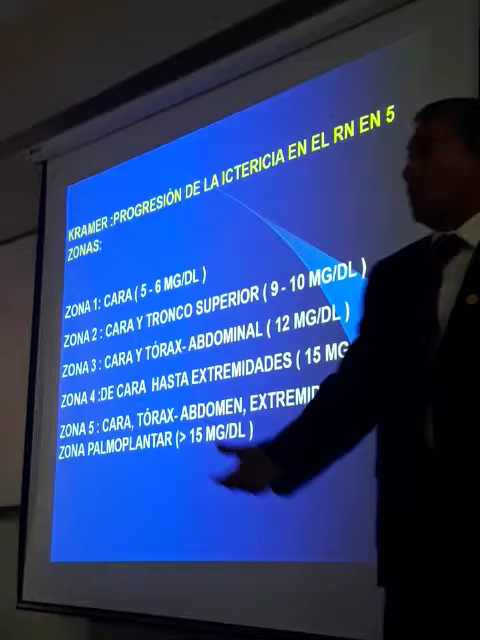 KRAMER :PROGRESIÓN DE LA ICTERICIA EN EL RN EN 5
ZONAS:
ZONA 1: CARA ( 5 - 6 MG/DL )
ZONA 2 : CARA Y TRONCO SUPERIOR ( 9 - 10 MG/DL )
ZONA 3 : CARA Y TÓRAX- ABDOMINAL ( 12 MG/DL )
ZONA 4 :DE CARA HASTA EXTREMIDADES ( 15 MG
ZONA 5 : CARA, TÓRAX- ABDOMEN, EXTREMID
ZONA PALMOPLANTAR (> 15 MG/DL )